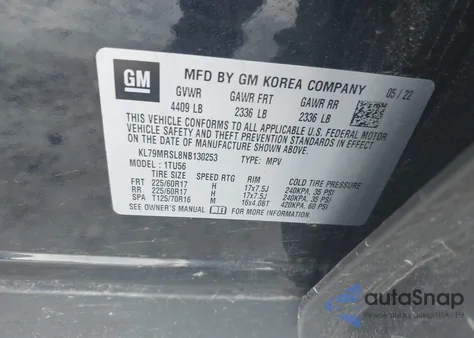 GM
MFD BY GM KOREA COMPANY 05/22
GVWR GAWR FRT GAWR RR
4409 LB 2336 LB 2336 LB
THIS VEHICLE CONFORMS TO ALL APPLICABLE U.S. FEDERAL MOTOR
VEHICLE SAFETY, BUMPER, AND THEFT PREVENTION STANDARDS IN
EFFECT ON THE DATE OF MANUFACTURE SHOWN ABOVE.
KL79MRSL8NB130253 TYPE: MPV
MODEL: 1TU56
TIRE SIZE SPEED RTG RIM
FRT 225/60R17 H 17x7.5J 240KPA, 35 PSI
RR 225/60R17 H 17x7.5J 240KPA, 35 PSI
SPA T125/70R16 M 16x4.0BT 420KPA, 60 PSI
SEE OWNER'S MANUAL
autoSnap